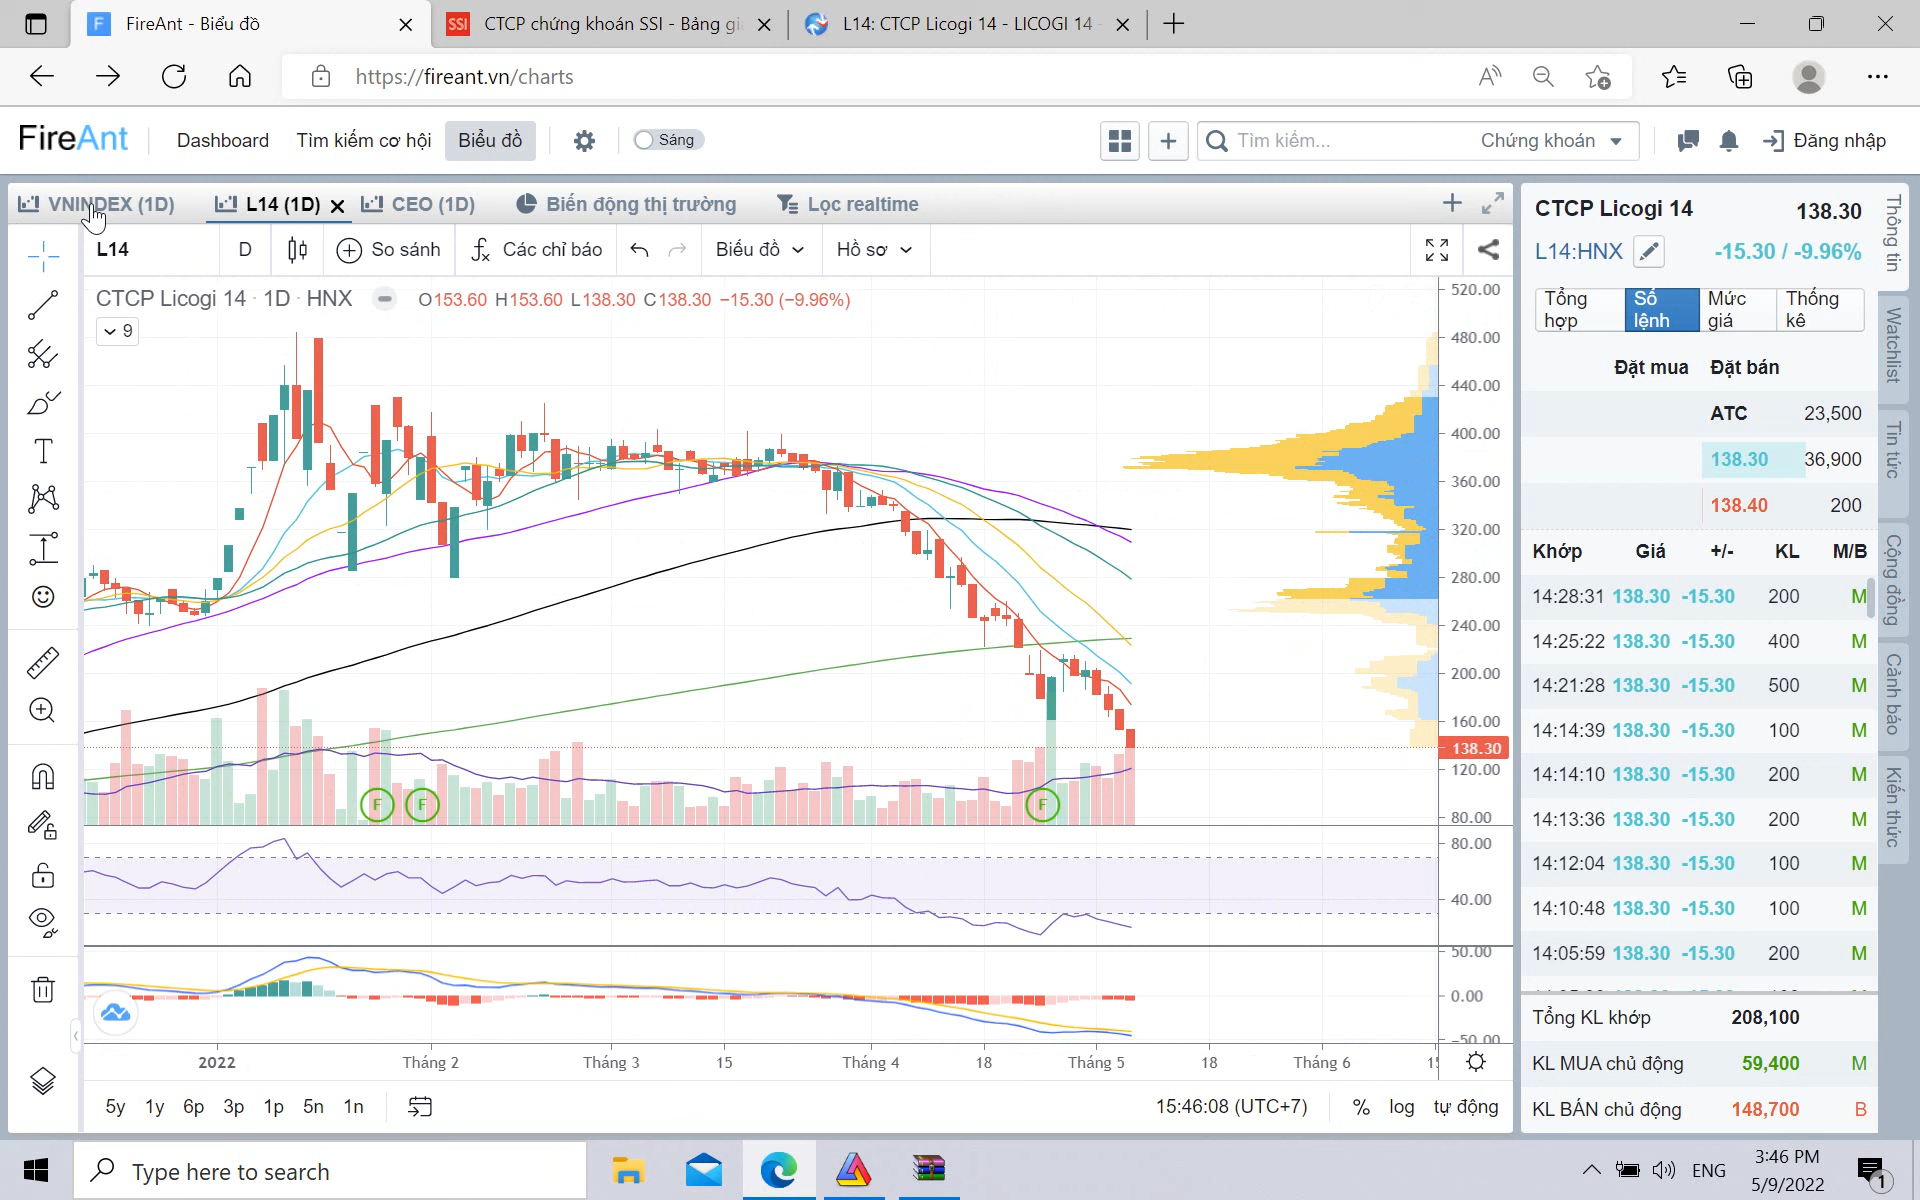 FireAnt - Biểu đồ
CTCP chứng khoán SSI - Bảng gi
L14: CTCP Licogi 14 - LICOGI 14 -
https://fireant.vn/charts
FireAnt
Dashboard
Tìm kiếm cơ hội
Biểu đồ
Sáng
Tìm kiếm...
Chứng khoán
Đăng nhập
VNINDEX (1D)
L14 (1D)
CEO (1D)
Biến động thị trường
Lọc realtime
L14
D
So sánh
Các chỉ báo
Biểu đồ
Hồ sơ
CTCP Licogi 14 · 1D · HNX
O153.60 H153.60 L138.30 C138.30 −15.30 (−9.96%)
9
520.00
480.00
440.00
400.00
360.00
320.00
280.00
240.00
200.00
160.00
138.30
120.00
80.00
F
F
F
80.00
40.00
50.00
0.00
-50.00
2022
Tháng 2
Tháng 3
15
Tháng 4
18
Tháng 5
18
Tháng 6
5y 1y 6p 3p 1p 5n 1n
15:46:08 (UTC+7)
% log tự động
CTCP Licogi 14 138.30
L14:HNX -15.30 / -9.96%
Tổng hợp
Số lệnh
Mức giá
Thống kê
Đặt mua Đặt bán
ATC 23,500
138.30 36,900
138.40 200
Khớp Giá +/- KL M/B
14:28:31 138.30 -15.30 200 M
14:25:22 138.30 -15.30 400 M
14:21:28 138.30 -15.30 500 M
14:14:39 138.30 -15.30 100 M
14:14:10 138.30 -15.30 200 M
14:13:36 138.30 -15.30 200 M
14:12:04 138.30 -15.30 100 M
14:10:48 138.30 -15.30 100 M
14:05:59 138.30 -15.30 200 M
Tổng KL khớp 208,100
KL MUA chủ động 59,400 M
KL BÁN chủ động 148,700 B
Thông tin
Watchlist
Tin tức
Cộng đồng
Cảnh báo
Kiến thức
Type here to search
ENG
3:46 PM
5/9/2022
1